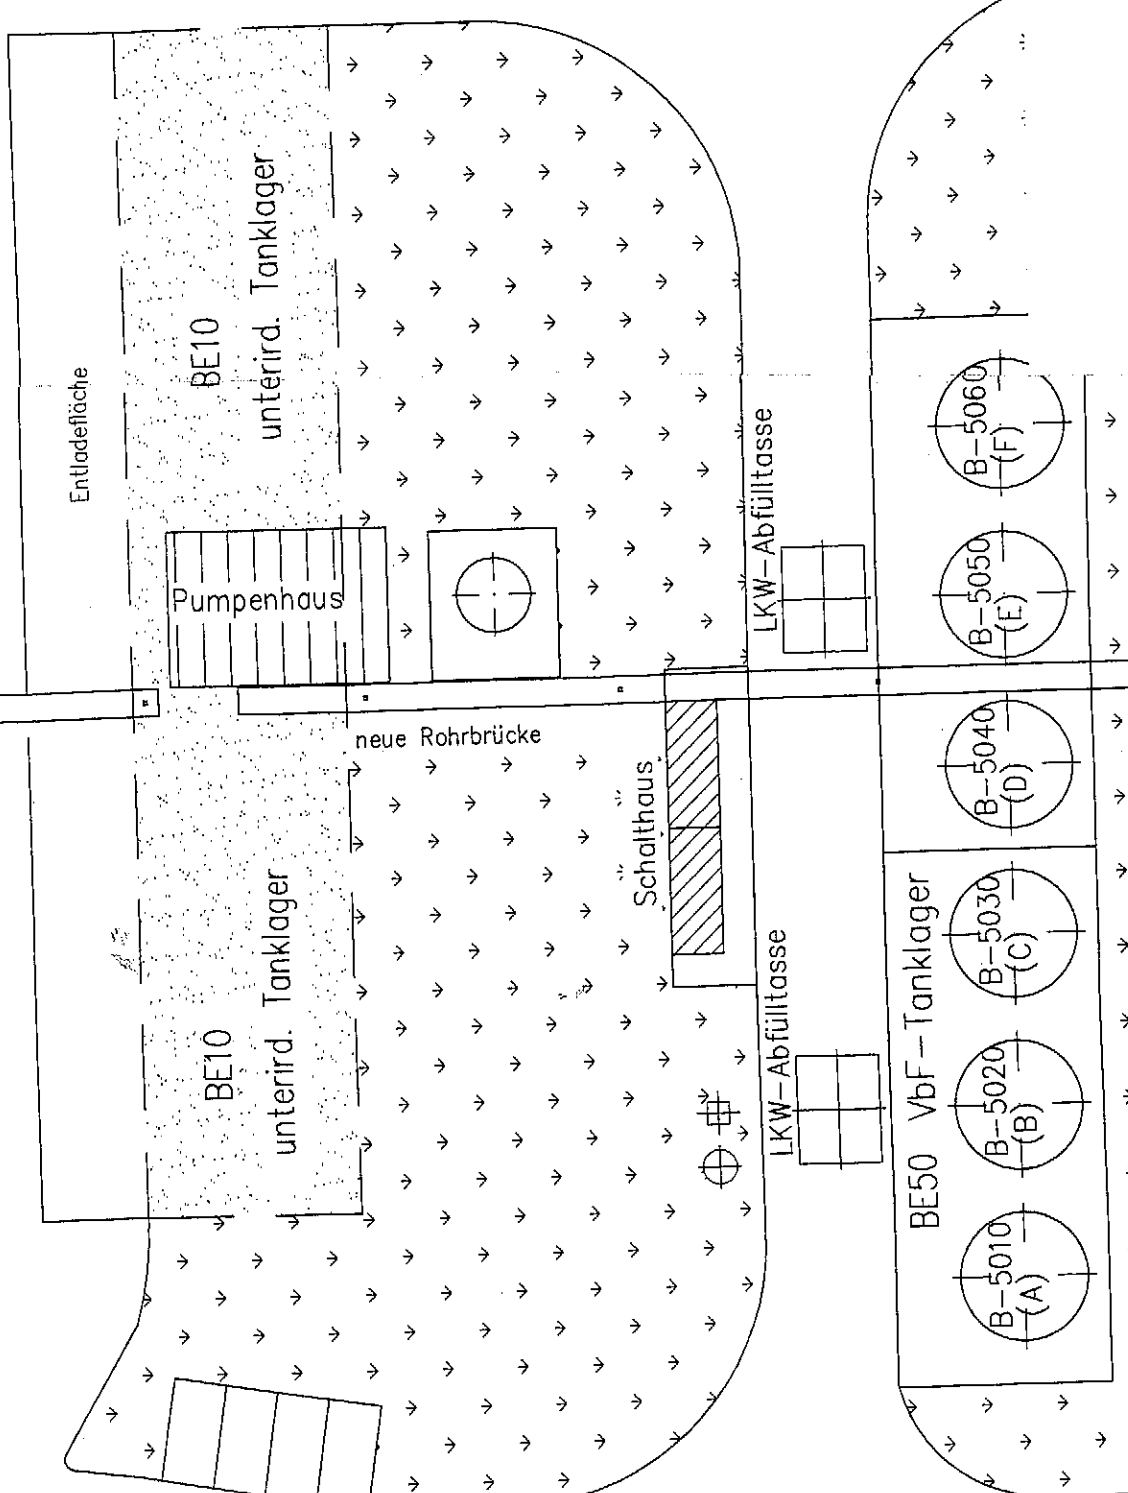 Entladefläche
BE10
unterird. Tanklager
Pumpenhaus
neue Rohrbrücke
BE10
unterird. Tanklager
Schalthaus
LKW-Abfülltasse
LKW-Abfülltasse
BE50 VbF-Tanklager
B-5060
(F)
B-5050
(E)
B-5040
(D)
B-5030
(C)
B-5020
(B)
B-5010
(A)